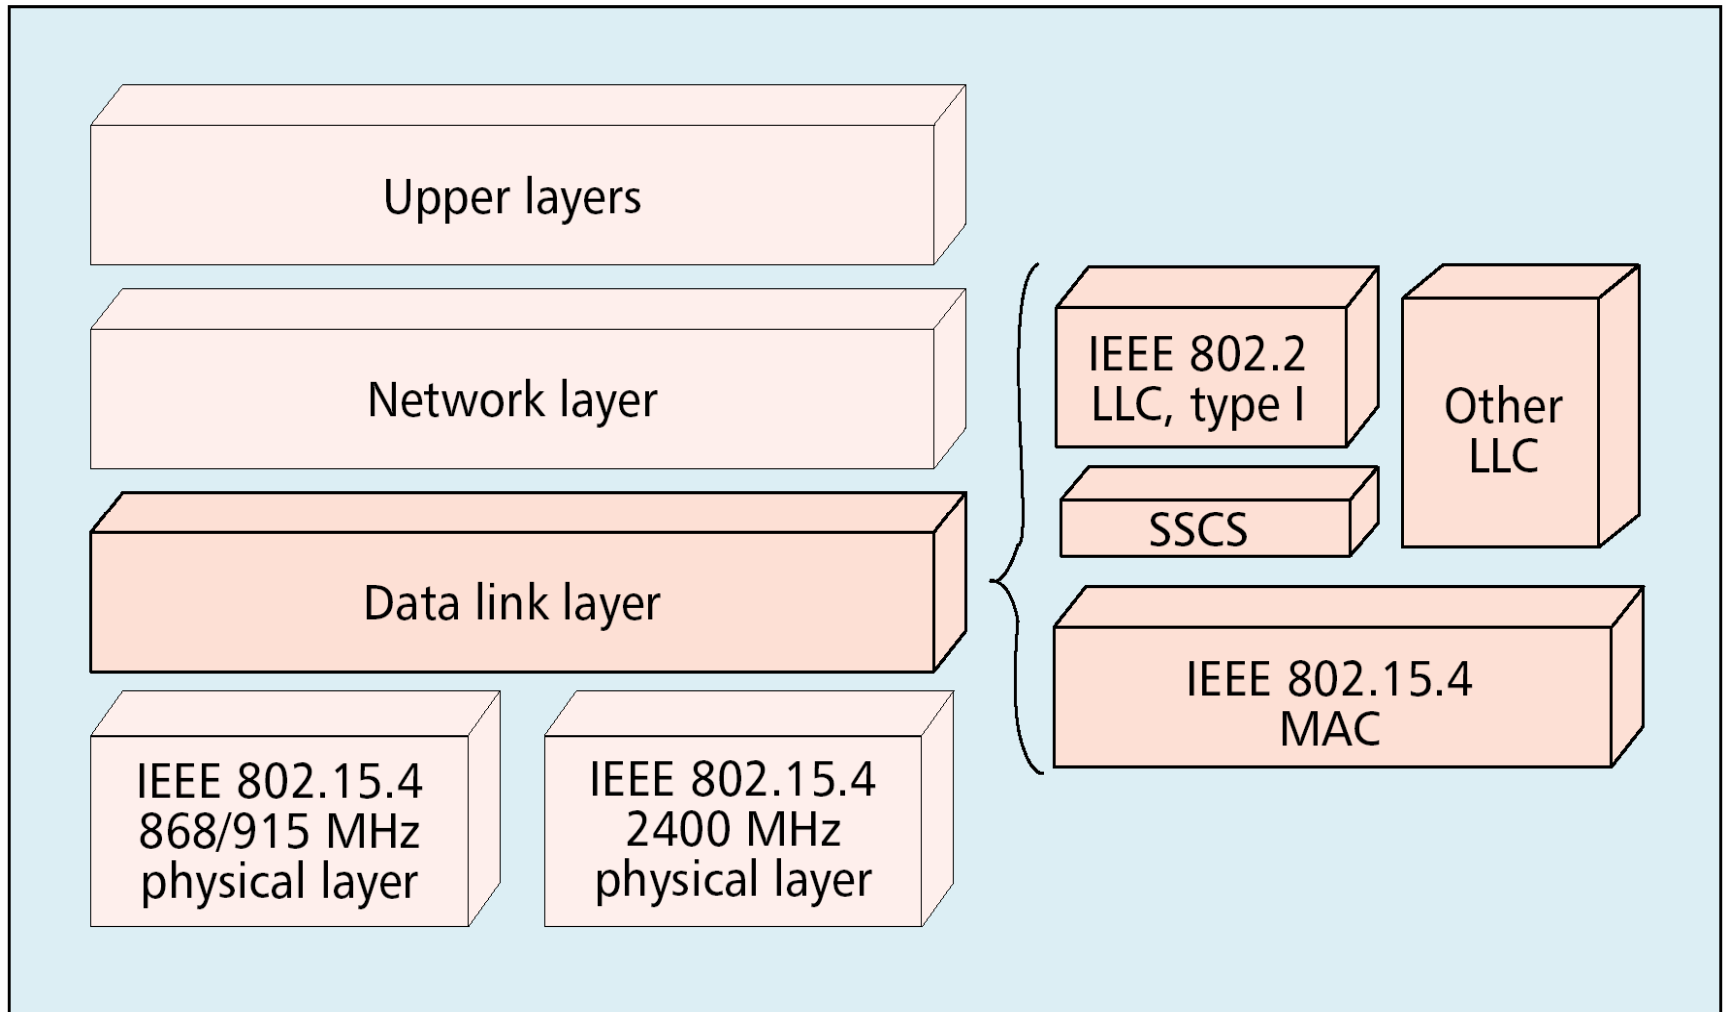 Upper layers
Network layer
Data link layer
IEEE 802.15.4
868/915 MHz
physical layer
IEEE 802.15.4
2400 MHz
physical layer
IEEE 802.2
LLC, type I
Other
LLC
SSCS
IEEE 802.15.4
MAC